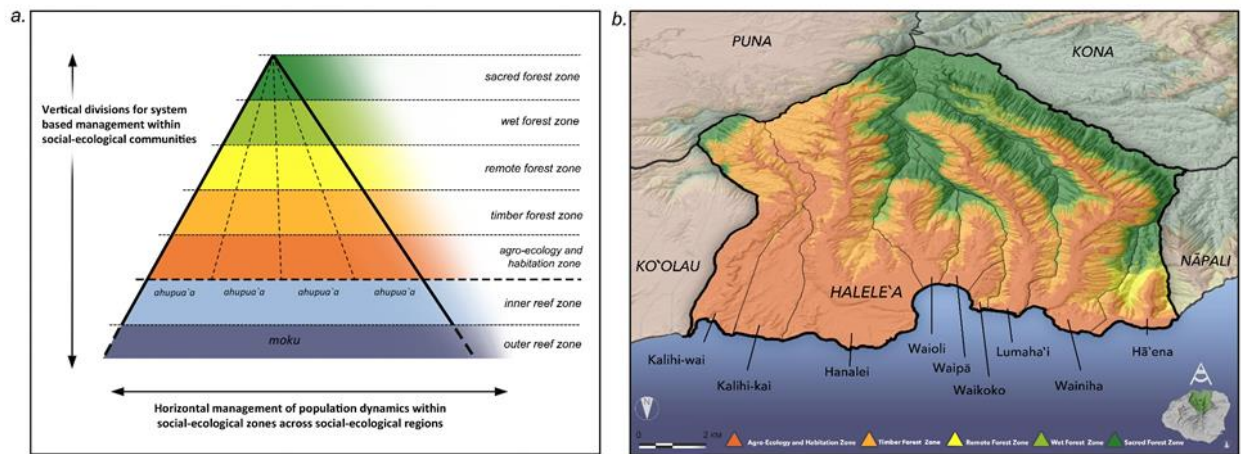 a.
Vertical divisions for system
based management within
social-ecological communities
sacred forest zone
wet forest zone
remote forest zone
timber forest zone
agro-ecology and
habitation zone
ahupua`a ahupua`a ahupua`a ahupua`a
inner reef zone
moku
outer reef zone
Horizontal management of population dynamics within
social-ecological zones across social-ecological regions
b.
PUNA
KONA
KO`OLAU
HALELE`A
NĀPALI
Kalihi-wai
Kalihi-kai
Hanalei
Waioli
Waipā
Waikoko
Lumaha`i
Wainiha
Hā`ena
N
0 2 KM
Agro-Ecology and Habitation Zone Timber Forest Zone Remote Forest Zone Wet Forest Zone Sacred Forest Zone